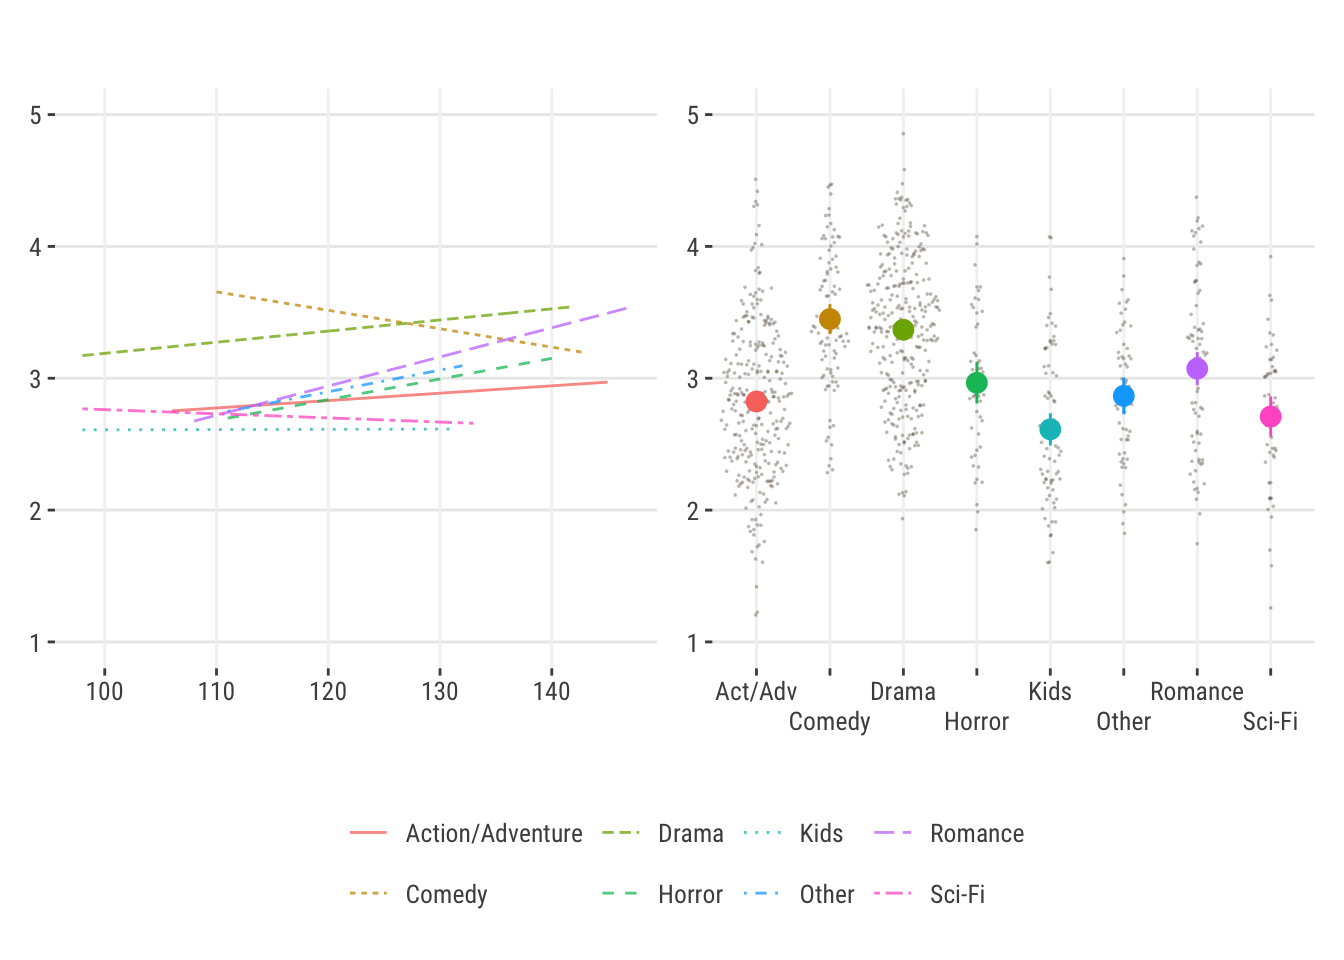 5
4
3
2
1
100 110 120 130 140
5
4
3
2
1
Act/Adv Drama Kids Romance
Comedy Horror Other Sci-Fi
Action/Adventure Drama Kids Romance
Comedy Horror Other Sci-Fi